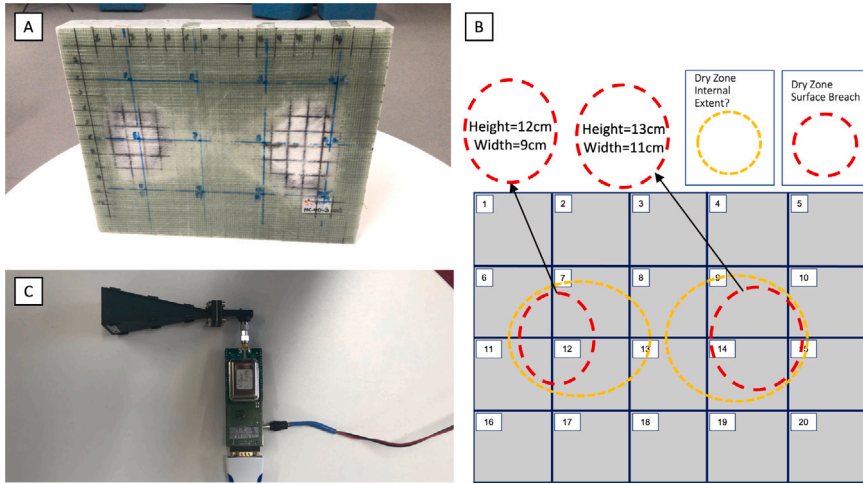 A
B
Height=12cm
Width=9cm
Height=13cm
Width=11cm
Dry Zone
Internal
Extent?
Dry Zone
Surface Breach
1
2
3
4
5
6
7
8
9
10
11
12
13
14
15
16
17
18
19
20
C